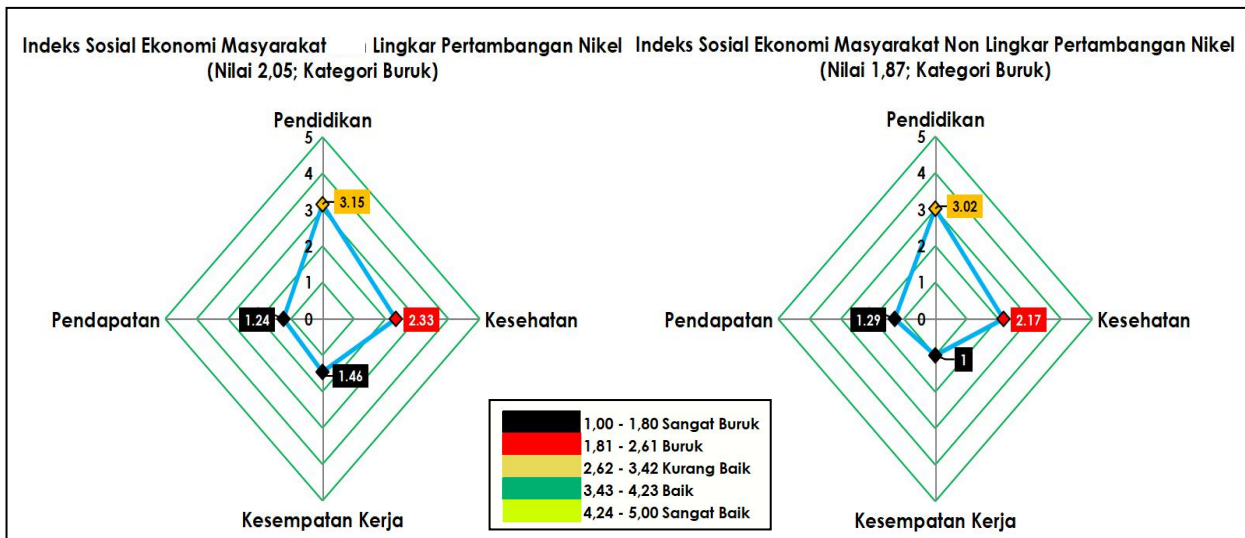 Indeks Sosial Ekonomi Masyarakat Lingkar Pertambangan Nikel
(Nilai 2,05; Kategori Buruk)
Pendidikan
5
4
3
2
1
0
3.15
Pendapatan
1.24
2.33
Kesehatan
1.46
Kesempatan Kerja
Indeks Sosial Ekonomi Masyarakat Non Lingkar Pertambangan Nikel
(Nilai 1,87; Kategori Buruk)
Pendidikan
5
4
3
2
1
0
3.02
Pendapatan
1.29
2.17
Kesehatan
1
Kesempatan Kerja
1,00 - 1,80 Sangat Buruk
1,81 - 2,61 Buruk
2,62 - 3,42 Kurang Baik
3,43 - 4,23 Baik
4,24 - 5,00 Sangat Baik